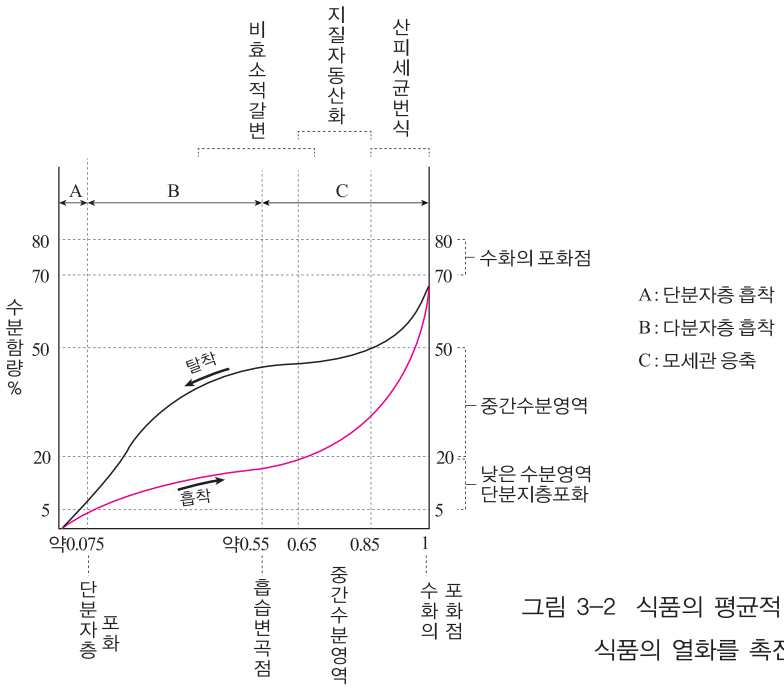 비효소적갈변
지질자동산화
산피세균번식
A
B
C
80
70
50
20
5
수분함량 %
탈착
흡착
80
70
50
20
5
수화의 포화점
중간수분영역
낮은 수분영역
단분지층포화
A: 단분자층 흡착
B: 다분자층 흡착
C: 모세관 응축
약0.075
약0.55
0.65
0.85
1
단분자층
포화
흡습변곡점
중간수분영역
수화의
포화점
그림 3-2 식품의 평균적
식품의 열화를 촉진